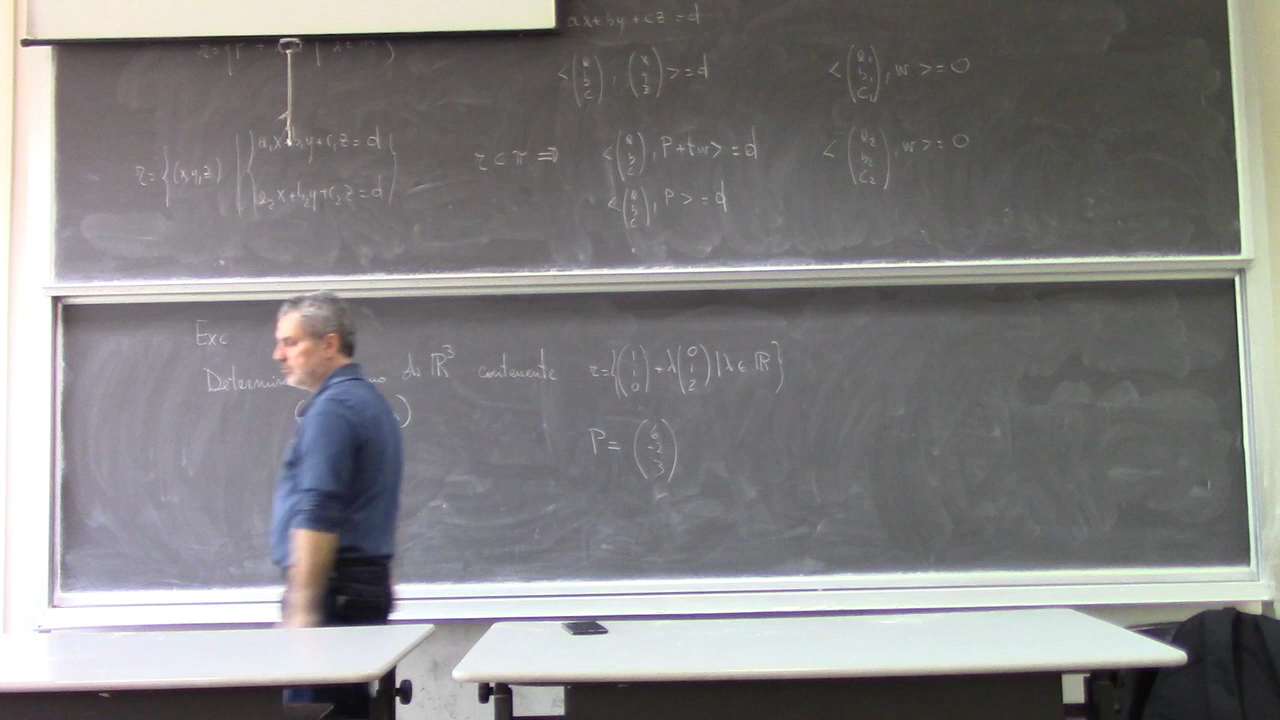 ax+by+cz=d
<(a b c), (x y z)>=d
<(a₁ b₁ c₁), w>=0
r={(x,y,z) | {a₁x+b₁y+c₁z=d
a₂x+b₂y+c₂z=d}
r⊂π ⇒ <(a b c), P+tw>=d
<(a b c), P>=d
<(a₂ b₂ c₂), w>=0
Exc
di ℝ³ contenente r={(1 1 0)+λ(0 1 2)|λ∈ℝ}
P=(6 -2 3)